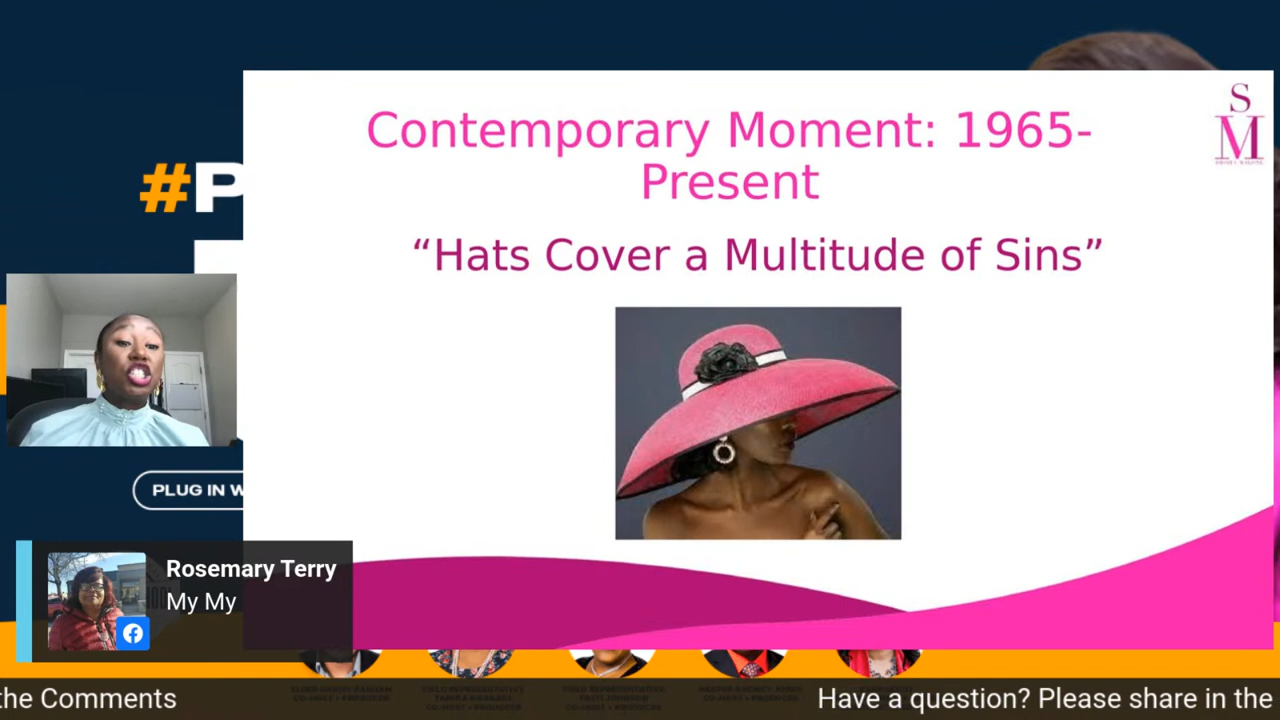 Contemporary Moment: 1965-
Present
“Hats Cover a Multitude of Sins”
S
M
#P
PLUG IN W
Rosemary Terry
My My
the Comments
Have a question? Please share in the